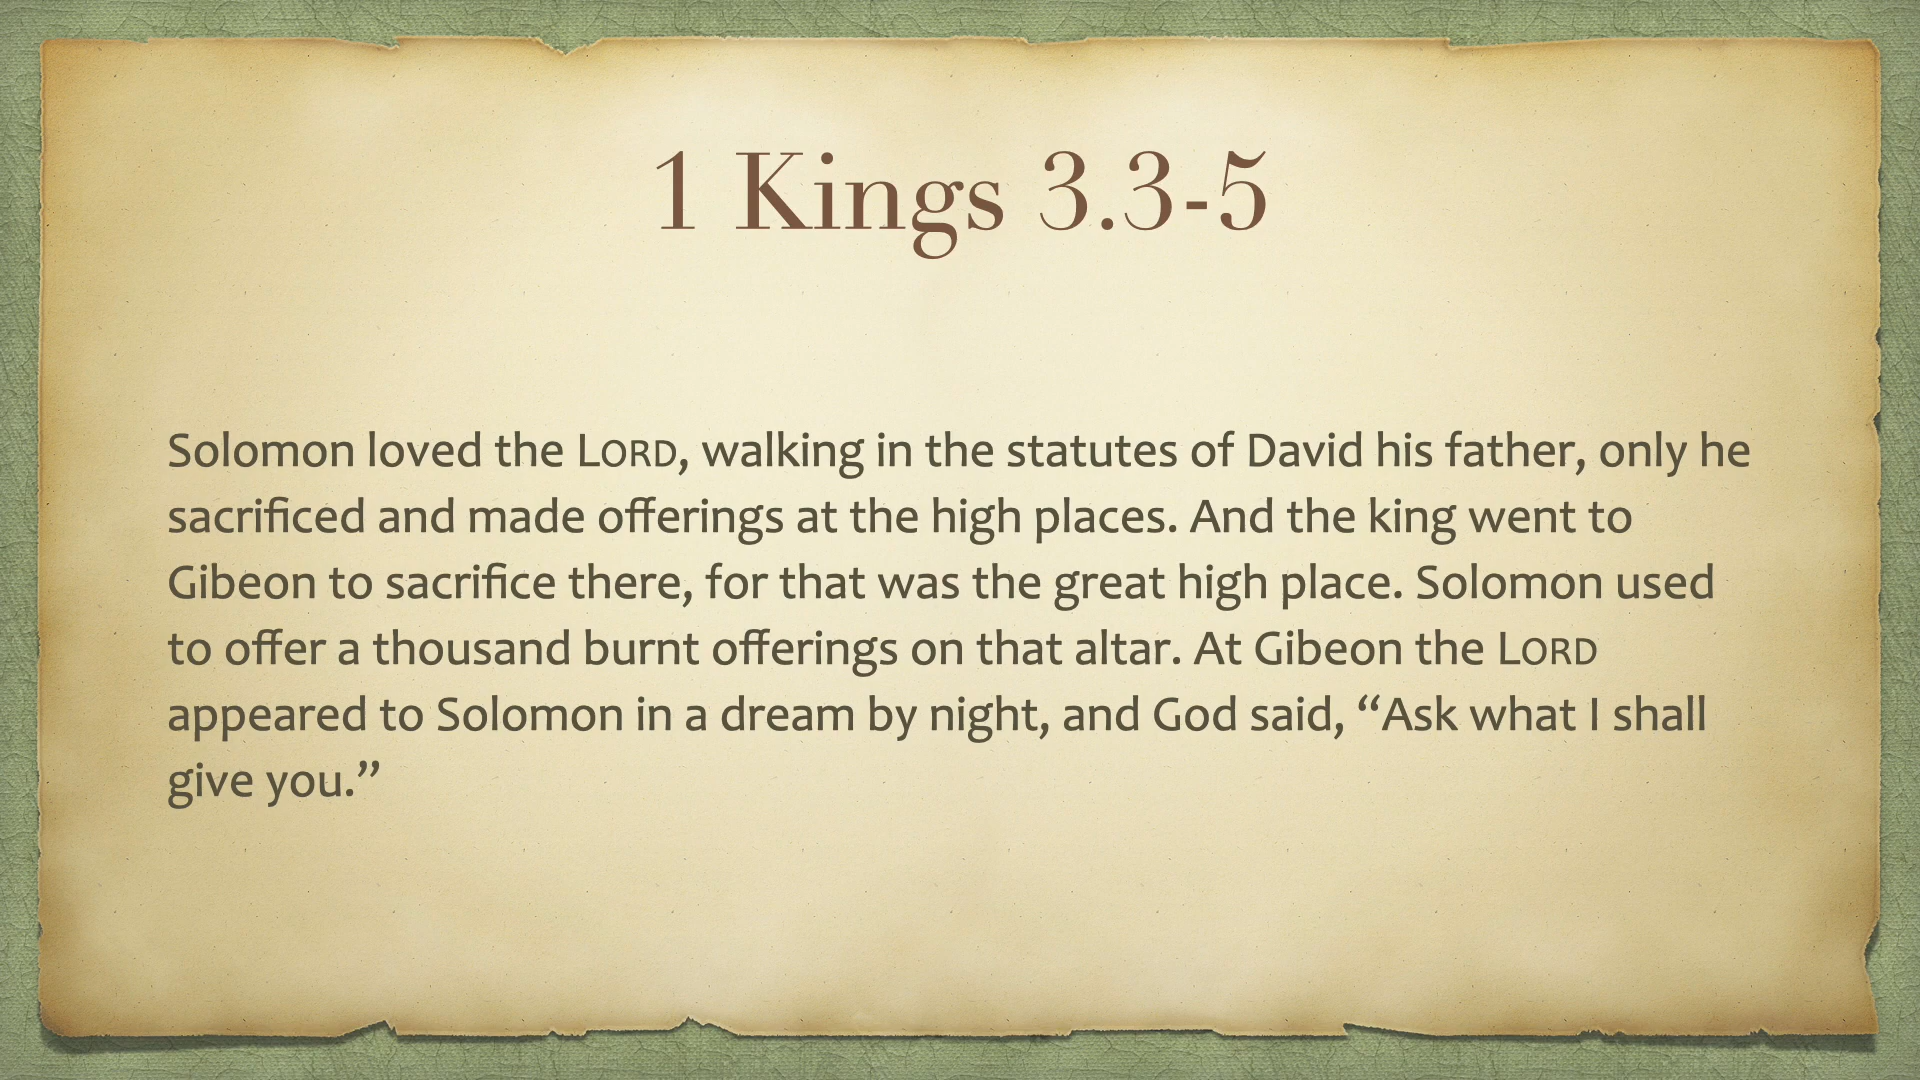 1 Kings 3.3-5
Solomon loved the LORD, walking in the statutes of David his father, only he
sacrificed and made offerings at the high places. And the king went to
Gibeon to sacrifice there, for that was the great high place. Solomon used
to offer a thousand burnt offerings on that altar. At Gibeon the LORD
appeared to Solomon in a dream by night, and God said, “Ask what I shall
give you.”